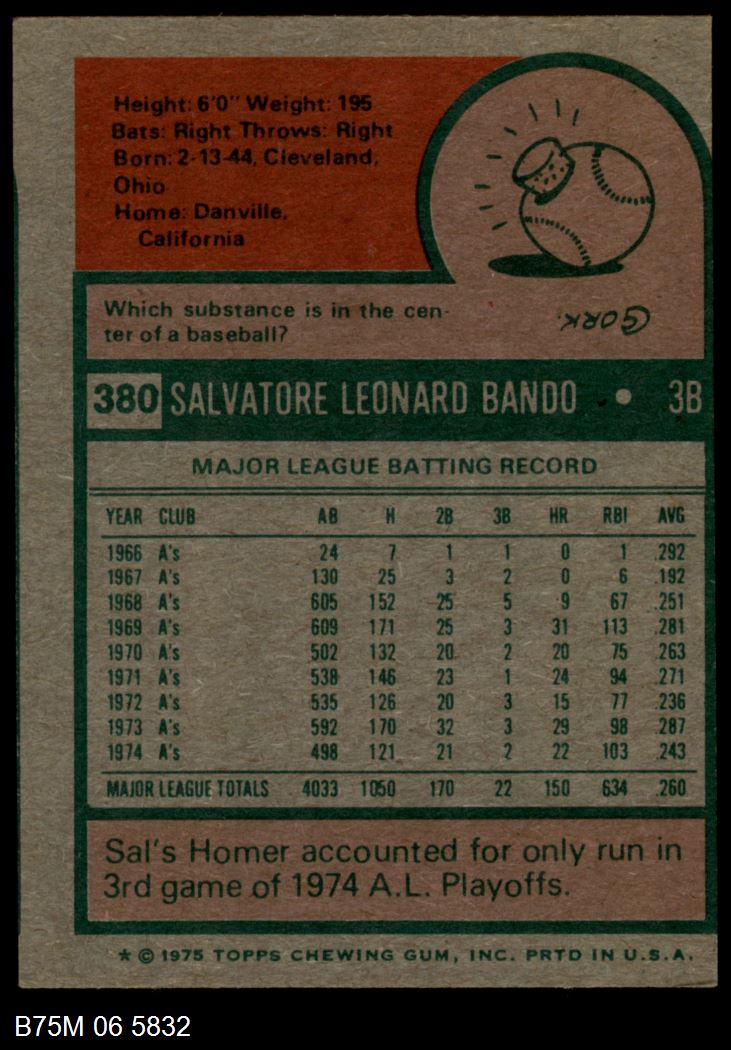 Height: 6'0" Weight: 195
Bats: Right Throws: Right
Born: 2-13-44, Cleveland,
Ohio
Home: Danville,
California
Which substance is in the cen-
ter of a baseball?
CORK.
380 SALVATORE LEONARD BANDO • 3B
MAJOR LEAGUE BATTING RECORD
YEAR CLUB AB H 2B 3B HR RBI AVG
1966 A's 24 7 1 1 0 1 .292
1967 A's 130 25 3 2 0 6 .192
1968 A's 605 152 25 5 9 67 .251
1969 A's 609 171 25 3 31 113 .281
1970 A's 502 132 20 2 20 75 .263
1971 A's 538 146 23 1 24 94 .271
1972 A's 535 126 20 3 15 77 .236
1973 A's 592 170 32 3 29 98 .287
1974 A's 498 121 21 2 22 103 .243
MAJOR LEAGUE TOTALS 4033 1050 170 22 150 634 .260
Sal's Homer accounted for only run in
3rd game of 1974 A.L. Playoffs.
* © 1975 TOPPS CHEWING GUM, INC. PRTD IN U.S.A.
B75M 06 5832